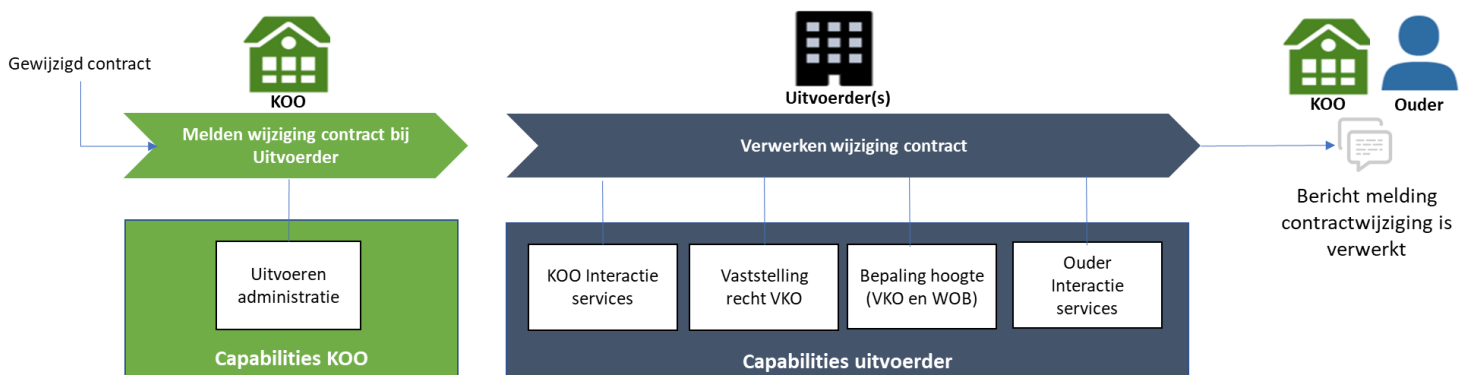 Gewijzigd contract
KOO
Melden wijziging contract bij
Uitvoerder
Uitvoeren
administratie
Capabilities KOO
Uitvoerder(s)
Verwerken wijziging contract
KOO Interactie
services
Vaststelling
recht VKO
Bepaling hoogte
(VKO en WOB)
Ouder
Interactie
services
Capabilities uitvoerder
KOO
Ouder
Bericht melding
contractwijziging is
verwerkt